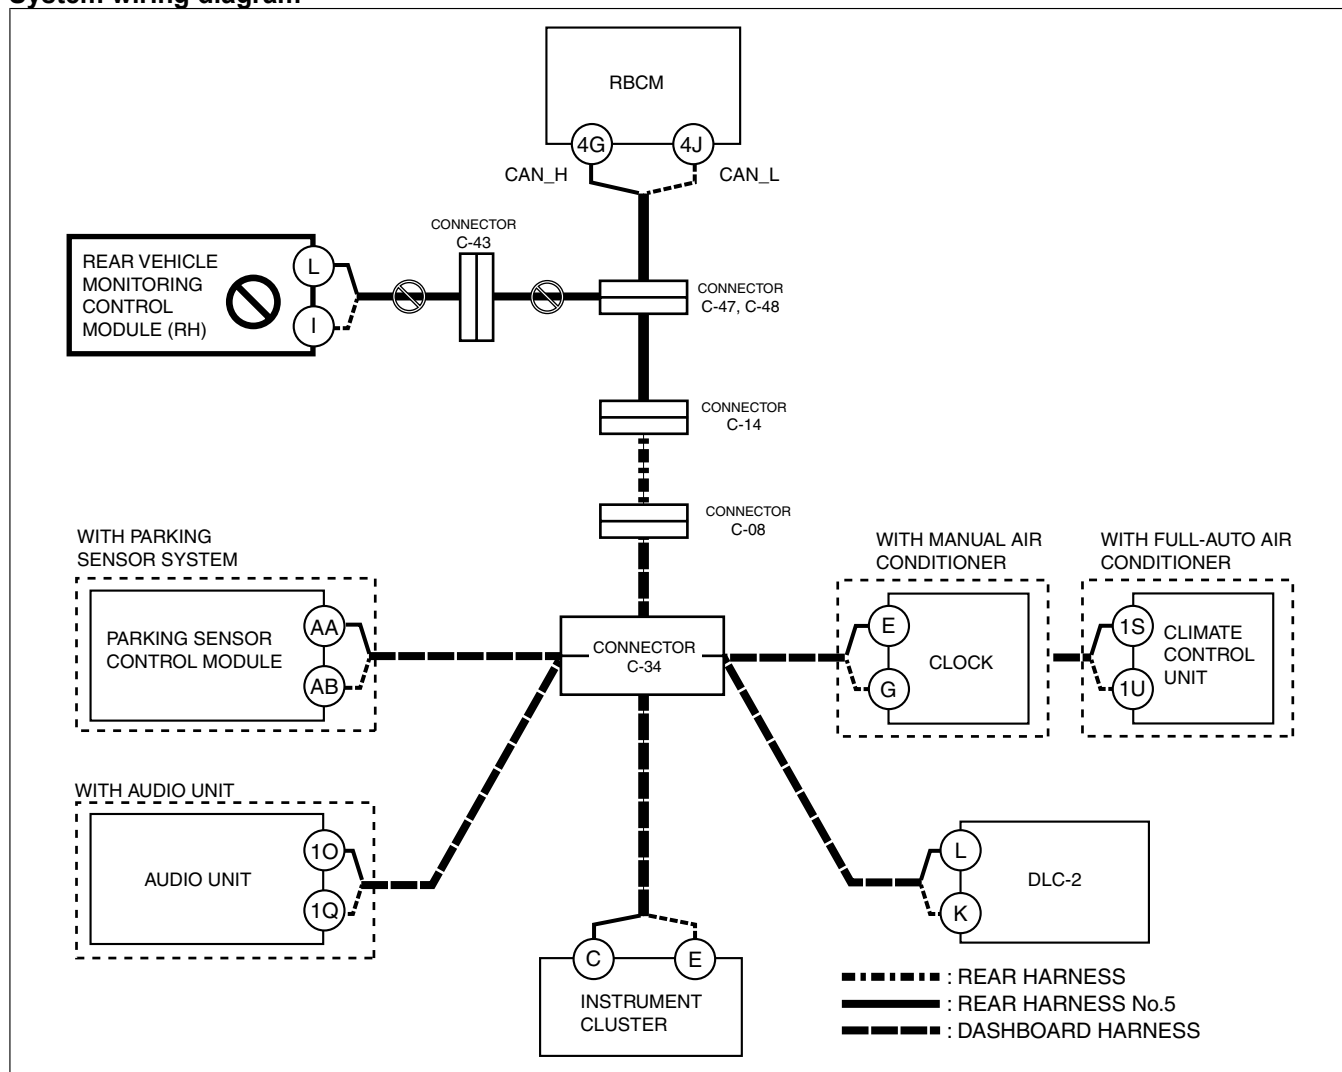 System wiring diagram
RBCM
4G
4J
CAN_H
CAN_L
CONNECTOR
C-43
REAR VEHICLE
MONITORING
CONTROL
MODULE (RH)
L
I
CONNECTOR
C-47, C-48
CONNECTOR
C-14
CONNECTOR
C-08
WITH PARKING
SENSOR SYSTEM
PARKING SENSOR
CONTROL MODULE
AA
AB
CONNECTOR
C-34
WITH MANUAL AIR
CONDITIONER
E
G
CLOCK
WITH FULL-AUTO AIR
CONDITIONER
1S
1U
CLIMATE
CONTROL
UNIT
WITH AUDIO UNIT
AUDIO UNIT
1O
1Q
L
K
DLC-2
C
E
INSTRUMENT
CLUSTER
: REAR HARNESS
: REAR HARNESS No.5
: DASHBOARD HARNESS